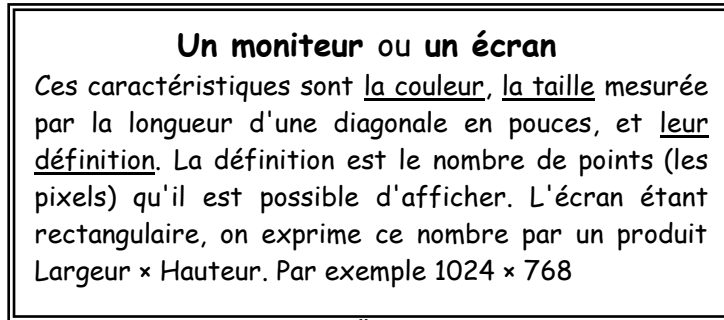 Un moniteur ou un écran
Ces caractéristiques sont la couleur, la taille mesurée
par la longueur d'une diagonale en pouces, et leur
définition. La définition est le nombre de points (les
pixels) qu'il est possible d'afficher. L'écran étant
rectangulaire, on exprime ce nombre par un produit
Largeur × Hauteur. Par exemple 1024 × 768